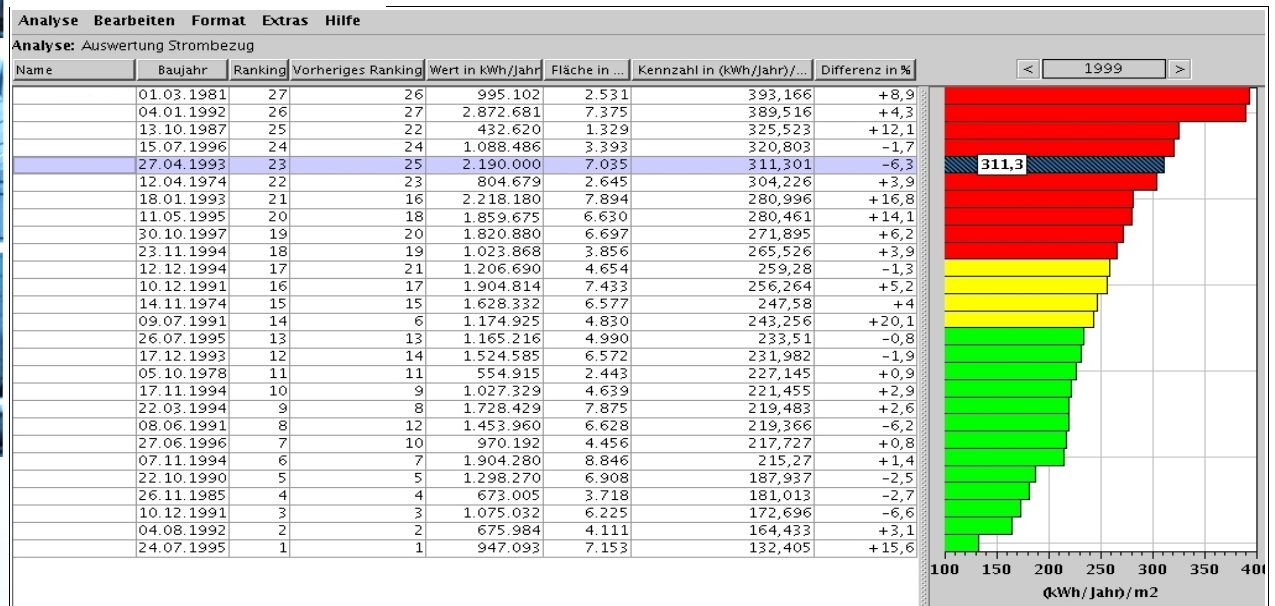 Analyse Bearbeiten Format Extras Hilfe
Analyse: Auswertung Strombezug
Name Baujahr Ranking Vorheriges Ranking Wert in kWh/Jahr Fläche in ... Kennzahl in (kWh/Jahr)/... Differenz in % < 1999 >
01.03.1981 27 26 995.102 2.531 393,166 +8,9
04.01.1992 26 27 2.872.681 7.375 389,516 +4,3
13.10.1987 25 22 432.620 1.329 325,523 +12,1
15.07.1996 24 24 1.088.486 3.393 320,803 -1,7
27.04.1993 23 25 2.190.000 7.035 311,301 -6,3 311,3
12.04.1974 22 23 804.679 2.645 304,226 +3,9
18.01.1993 21 16 2.218.180 7.894 280,996 +16,8
11.05.1995 20 18 1.859.675 6.630 280,461 +14,1
30.10.1997 19 20 1.820.880 6.697 271,895 +6,2
23.11.1994 18 19 1.023.868 3.856 265,526 +3,9
12.12.1994 17 21 1.206.690 4.654 259,28 -1,3
10.12.1991 16 17 1.904.814 7.433 256,264 +5,2
14.11.1974 15 15 1.628.332 6.577 247,58 +4
09.07.1991 14 6 1.174.925 4.830 243,256 +20,1
26.07.1995 13 13 1.165.216 4.990 233,51 -0,8
17.12.1993 12 14 1.524.585 6.572 231,982 -1,9
05.10.1978 11 11 554.915 2.443 227,145 +0,9
17.11.1994 10 9 1.027.329 4.639 221,455 +2,9
22.03.1994 9 8 1.728.429 7.875 219,483 +2,6
08.06.1991 8 12 1.453.960 6.628 219,366 -6,2
27.06.1996 7 10 970.192 4.456 217,727 +0,8
07.11.1994 6 7 1.904.280 8.846 215,27 +1,4
22.10.1990 5 5 1.298.270 6.908 187,937 -2,5
26.11.1985 4 4 673.005 3.718 181,013 -2,7
10.12.1991 3 3 1.075.032 6.225 172,696 -6,6
04.08.1992 2 2 675.984 4.111 164,433 +3,1
24.07.1995 1 1 947.093 7.153 132,405 +15,6
100 150 200 250 300 350 400
(kWh/Jahr)/m2